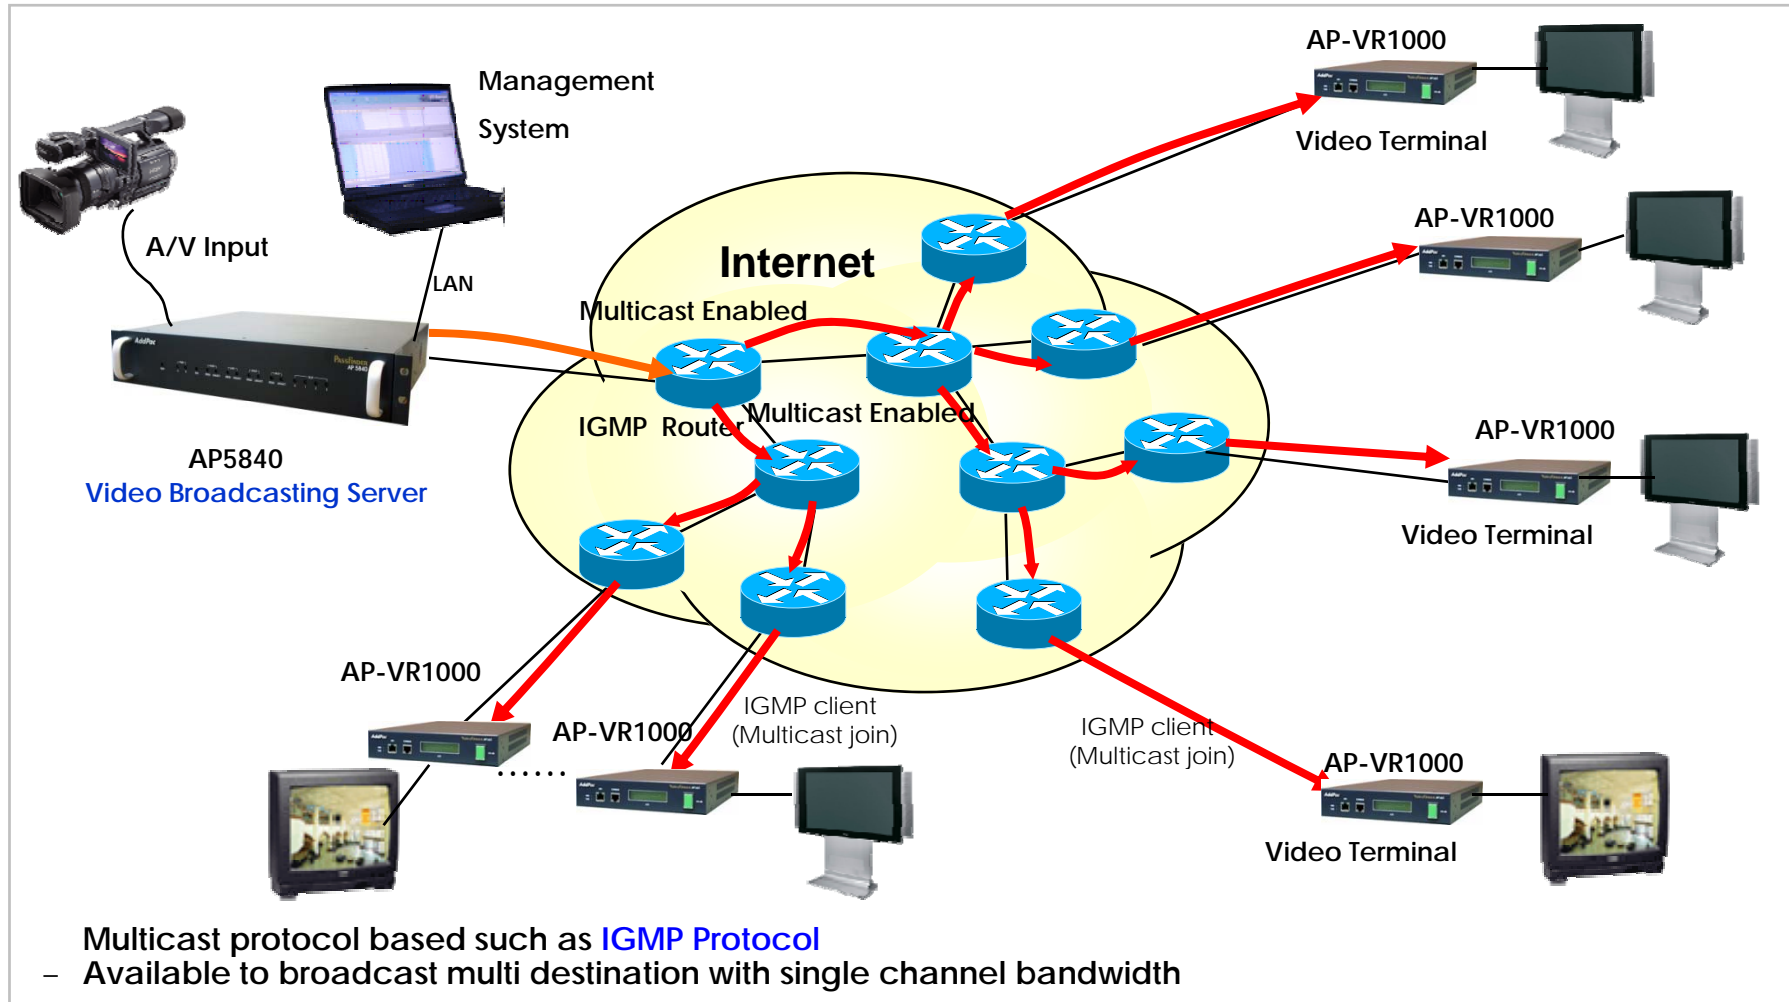 AP-VR1000
Management
System
Video Terminal
AP-VR1000
A/V Input
LAN
Internet
Multicast Enabled
AddPac
AP 5840
IGMP Router
Multicast Enabled
AP-VR1000
AP5840
Video Broadcasting Server
Video Terminal
AP-VR1000
AP-VR1000
IGMP client
(Multicast join)
IGMP client
(Multicast join)
......
AP-VR1000
Video Terminal
Multicast protocol based such as IGMP Protocol
– Available to broadcast multi destination with single channel bandwidth